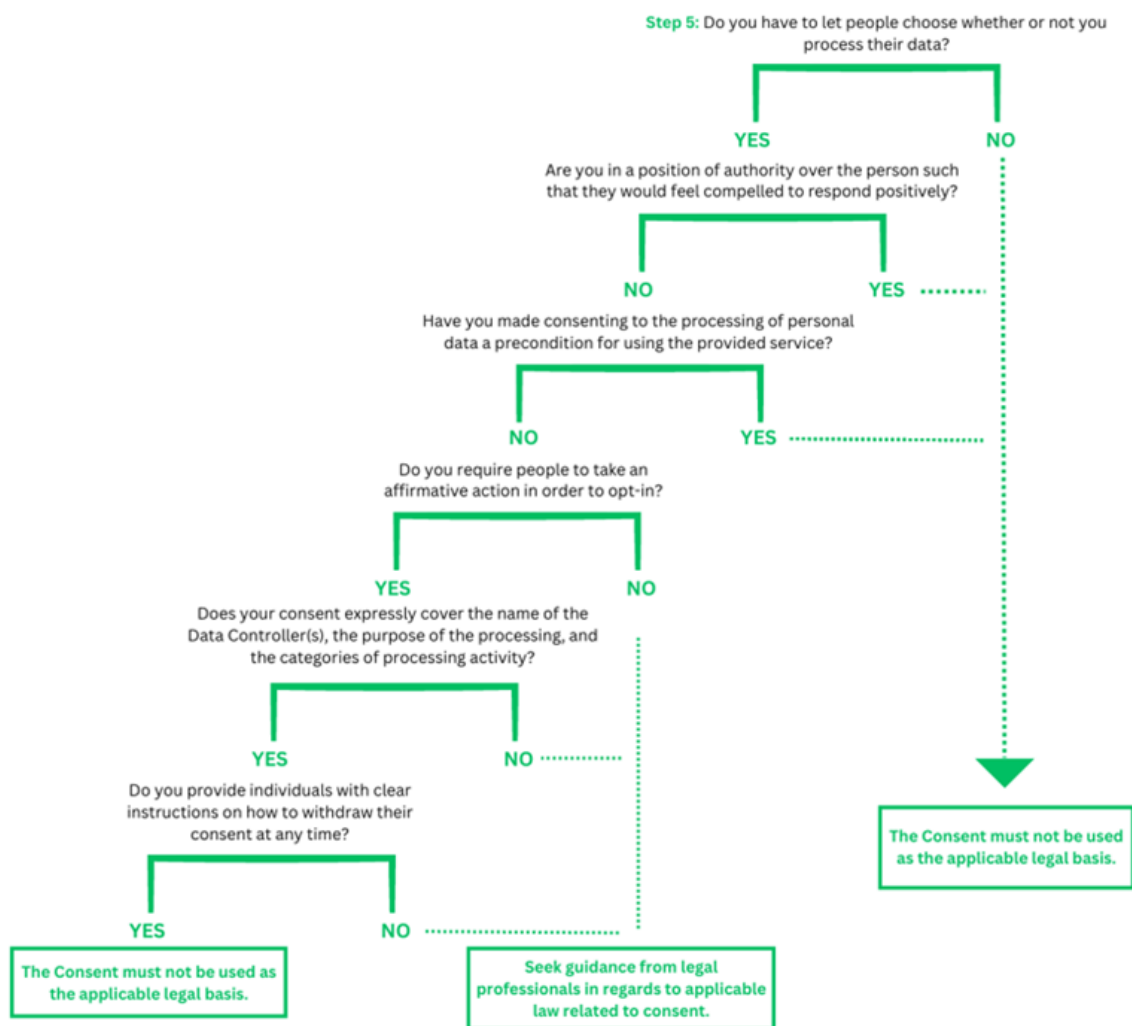 Step 5: Do you have to let people choose whether or not you
process their data?
YES
NO
Are you in a position of authority over the person such
that they would feel compelled to respond positively?
NO
YES
Have you made consenting to the processing of personal
data a precondition for using the provided service?
NO
YES
Do you require people to take an
affirmative action in order to opt-in?
YES
NO
Does your consent expressly cover the name of the
Data Controller(s), the purpose of the processing, and
the categories of processing activity?
YES
NO
Do you provide individuals with clear
instructions on how to withdraw their
consent at any time?
The Consent must not be used
as the applicable legal basis.
YES
NO
The Consent must not be used as
the applicable legal basis.
Seek guidance from legal
professionals in regards to applicable
law related to consent.